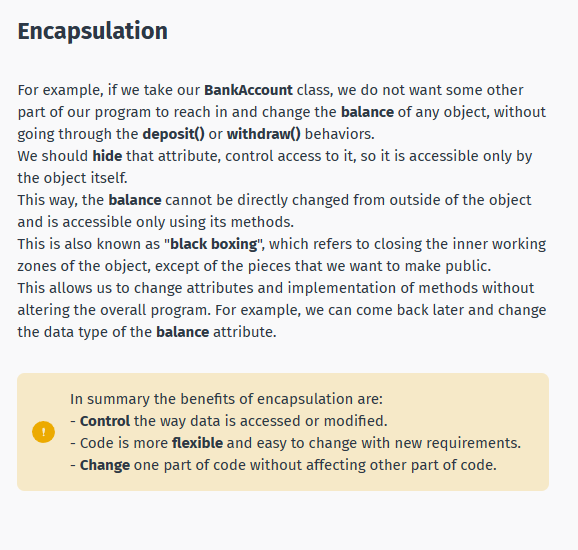 Encapsulation
For example, if we take our BankAccount class, we do not want some other
part of our program to reach in and change the balance of any object, without
going through the deposit() or withdraw() behaviors.
We should hide that attribute, control access to it, so it is accessible only by
the object itself.
This way, the balance cannot be directly changed from outside of the object
and is accessible only using its methods.
This is also known as "black boxing", which refers to closing the inner working
zones of the object, except of the pieces that we want to make public.
This allows us to change attributes and implementation of methods without
altering the overall program. For example, we can come back later and change
the data type of the balance attribute.
In summary the benefits of encapsulation are:
- Control the way data is accessed or modified.
- Code is more flexible and easy to change with new requirements.
- Change one part of code without affecting other part of code.